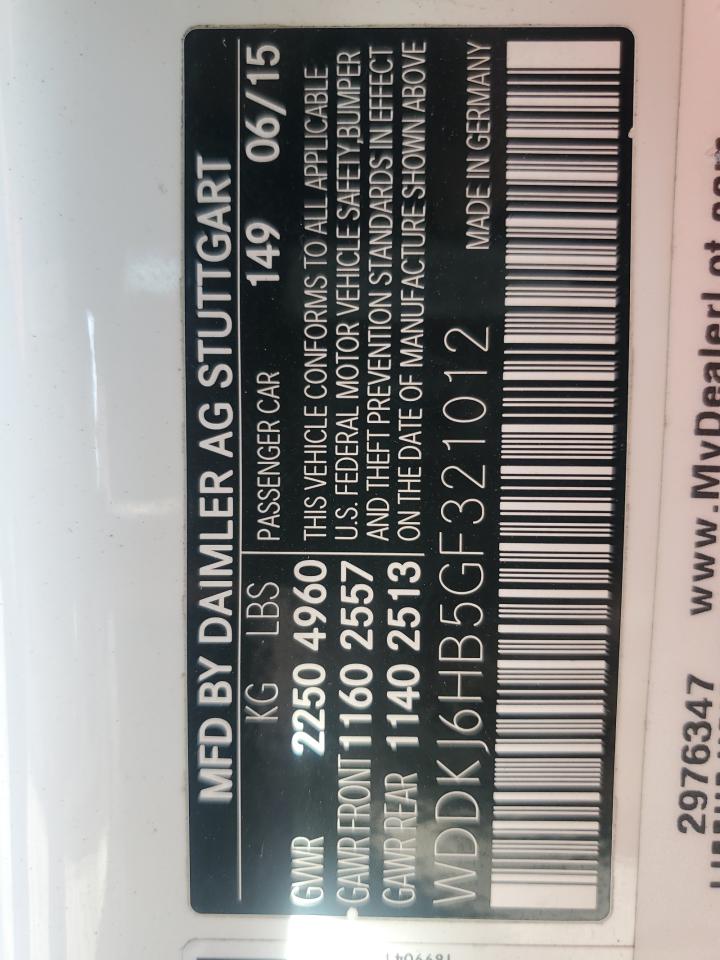 MFD BY DAIMLER AG STUTTGART
KG LBS PASSENGER CAR 149 06/15
GWR 2250 4960 THIS VEHICLE CONFORMS TO ALL APPLICABLE
GAWR FRONT 1160 2557 U.S. FEDERAL MOTOR VEHICLE SAFETY,BUMPER
GAWR REAR 1140 2513 AND THEFT PREVENTION STANDARDS IN EFFECT
ON THE DATE OF MANUFACTURE SHOWN ABOVE
WDDKJ6HB5GF321012 MADE IN GERMANY
2976347 www.MyDealerLot.com